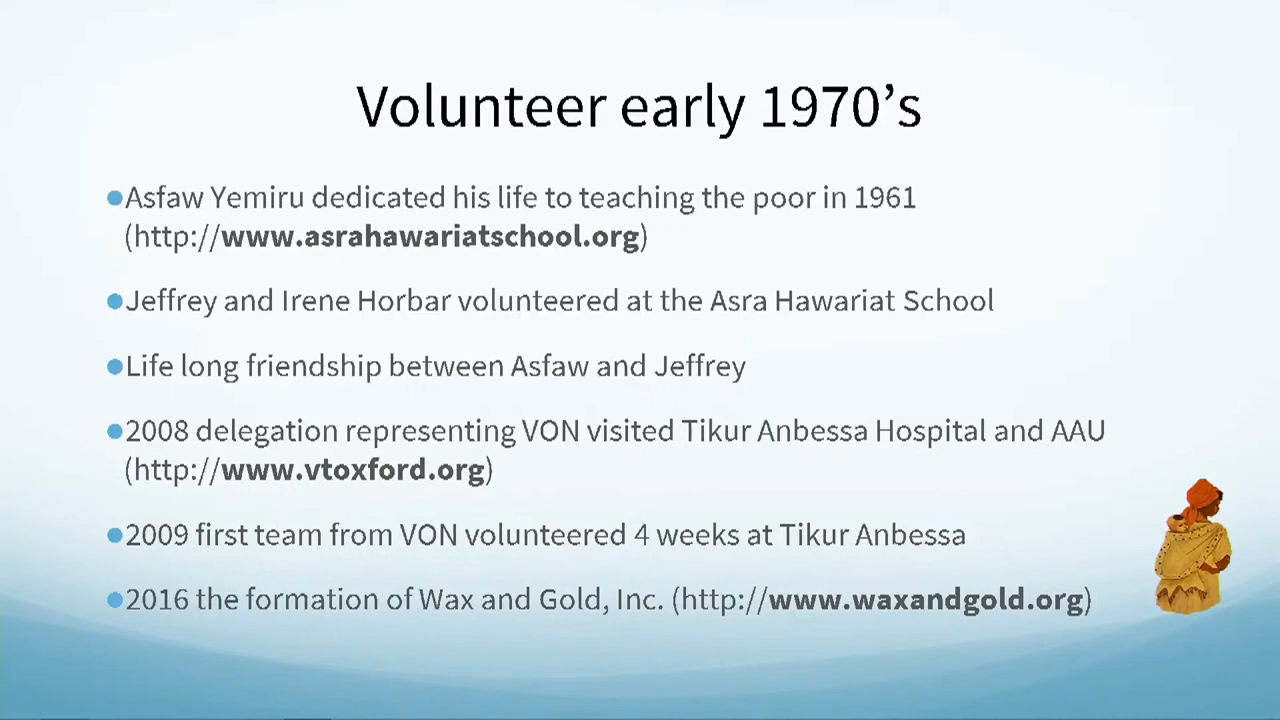 Volunteer early 1970’s
●Asfaw Yemiru dedicated his life to teaching the poor in 1961
(http://www.asrahawariatschool.org)
●Jeffrey and Irene Horbar volunteered at the Asra Hawariat School
●Life long friendship between Asfaw and Jeffrey
●2008 delegation representing VON visited Tikur Anbessa Hospital and AAU
(http://www.vtoxford.org)
●2009 first team from VON volunteered 4 weeks at Tikur Anbessa
●2016 the formation of Wax and Gold, Inc. (http://www.waxandgold.org)